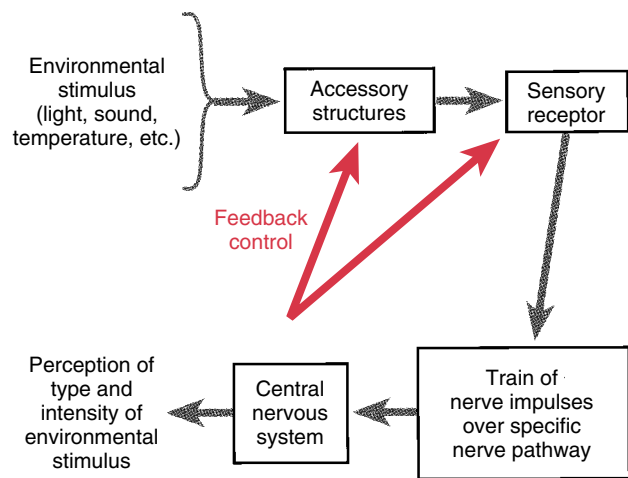 Environmental
stimulus
(light, sound,
temperature, etc.)
Accessory
structures
Sensory
receptor
Feedback
control
Perception of
type and
intensity of
environmental
stimulus
Central
nervous
system
Train of
nerve impulses
over specific
nerve pathway